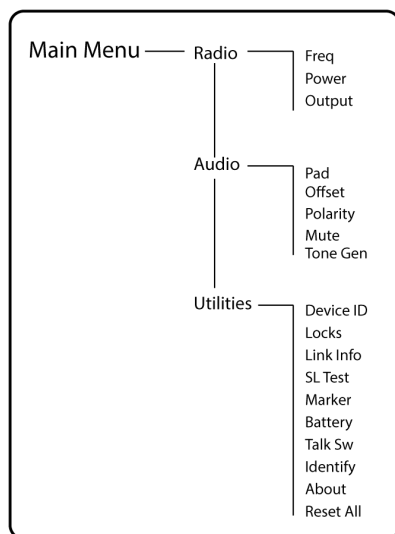 Main Menu
Radio
Freq
Power
Output
Audio
Pad
Offset
Polarity
Mute
Tone Gen
Utilities
Device ID
Locks
Link Info
SL Test
Marker
Battery
Talk Sw
Identify
About
Reset All